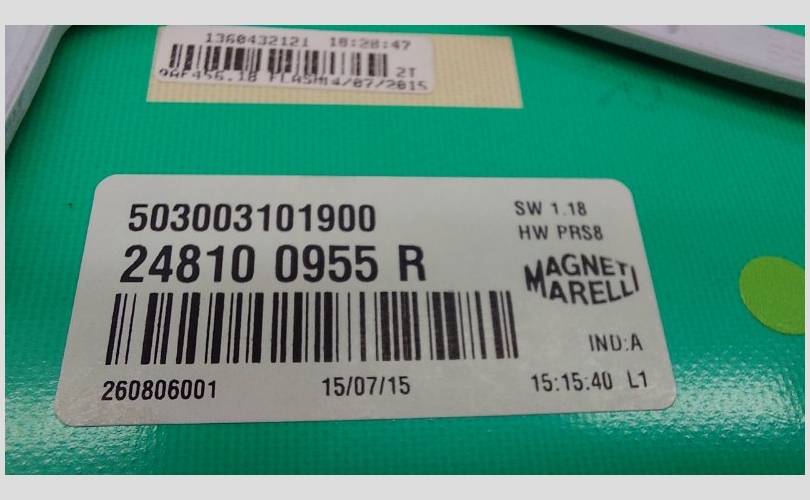 1360432121 18:28:47
2T
9AF456.18 FLASH14/07/2015
503003101900
24810 0955 R
SW 1.18
HW PRS8
MAGNETI
MARELLI
IND:A
260806001
15/07/15
15:15:40 L1